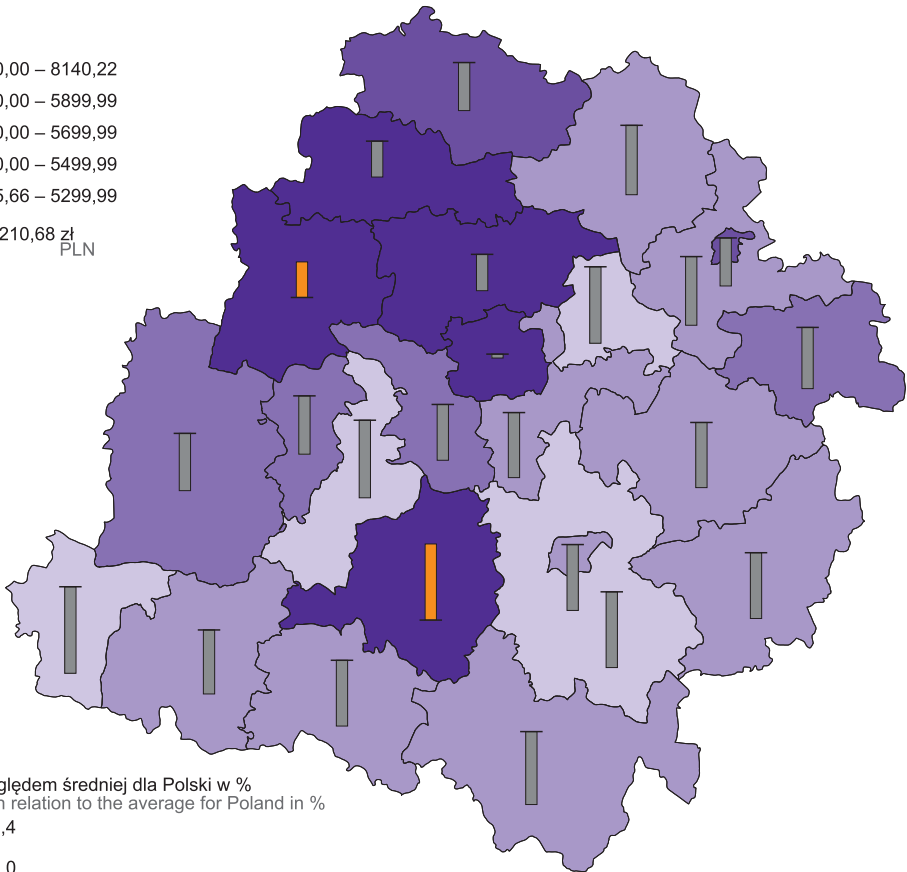 0,00 – 8140,22
0,00 – 5899,99
0,00 – 5699,99
0,00 – 5499,99
5,66 – 5299,99
210,68 zł
PLN
ględem średniej dla Polski w %
n relation to the average for Poland in %
,4
0